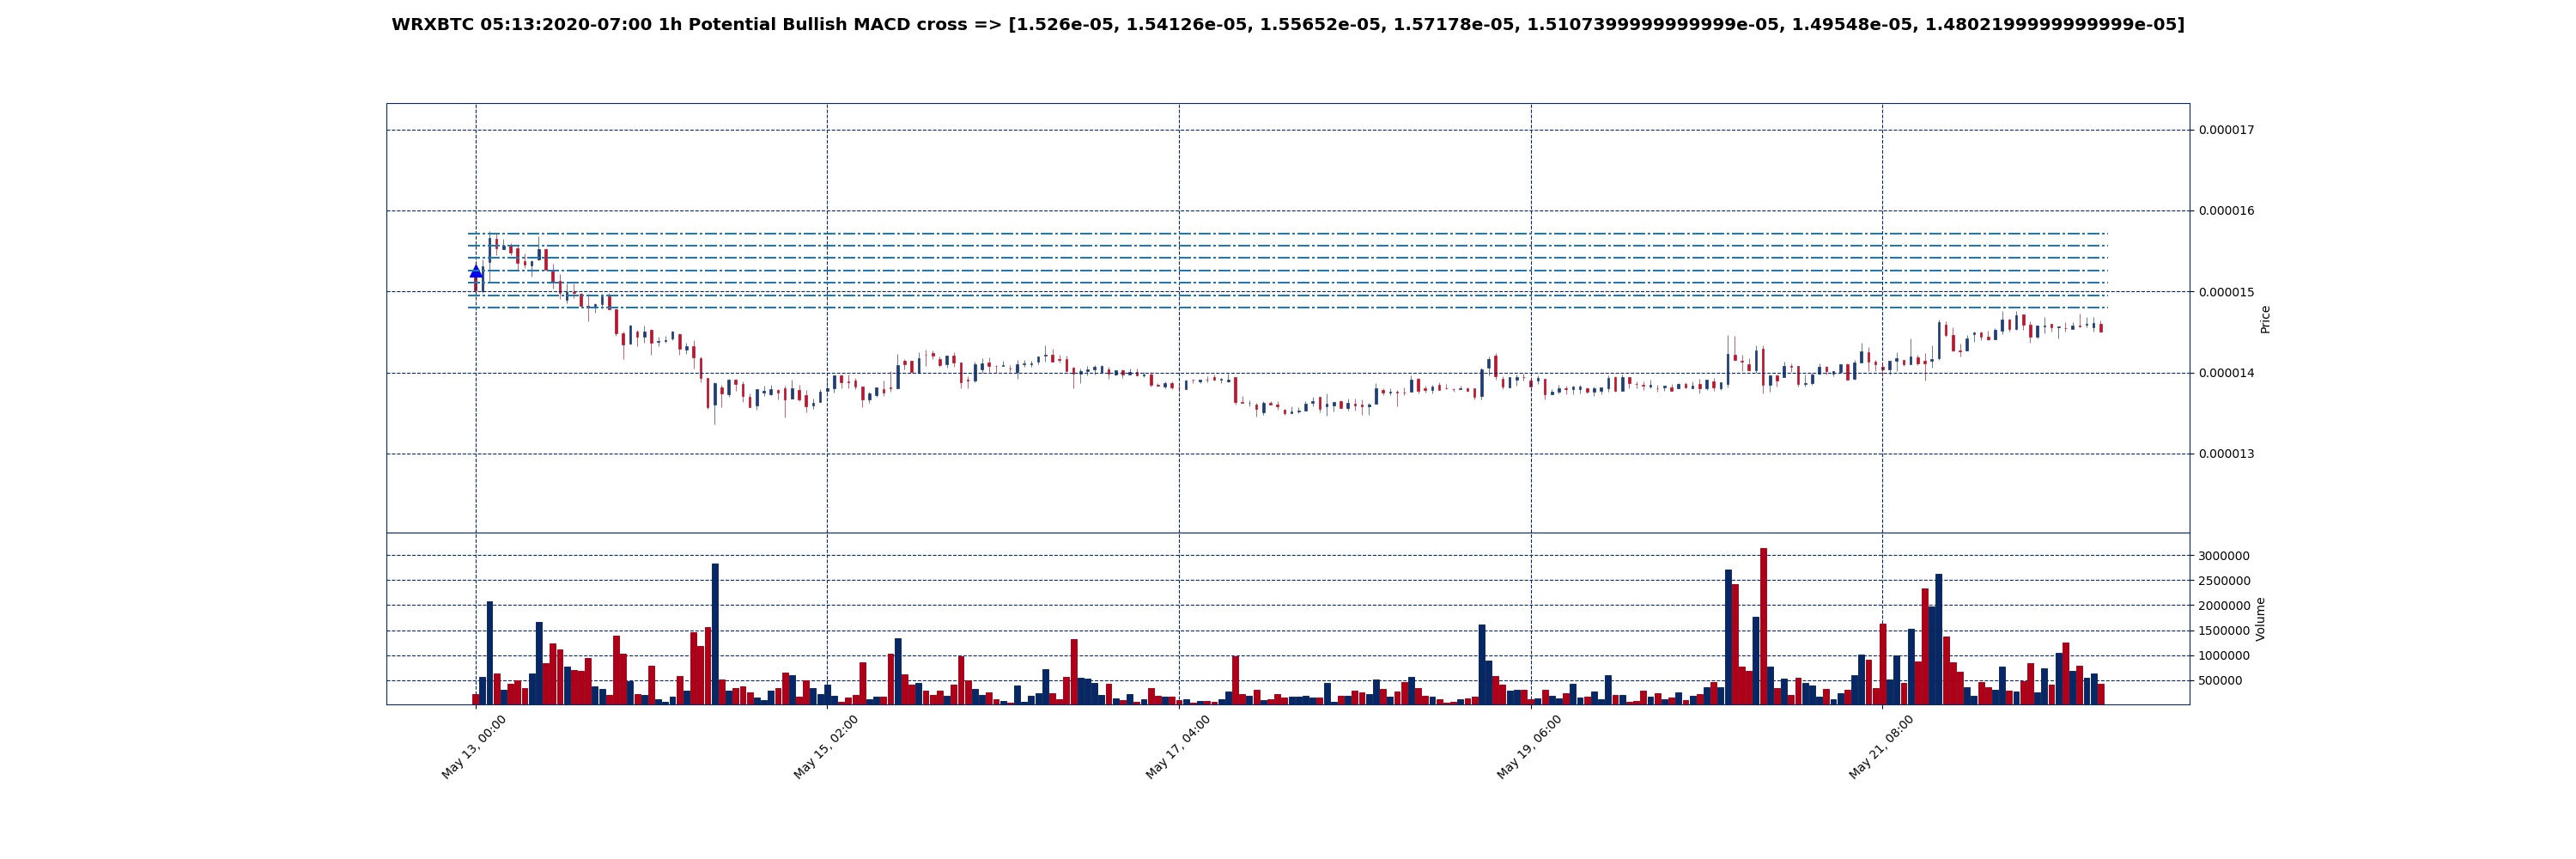 WRXBTC 05:13:2020-07:00 1h Potential Bullish MACD cross => [1.526e-05, 1.54126e-05, 1.55652e-05, 1.57178e-05, 1.5107399999999999e-05, 1.49548e-05, 1.4802199999999999e-05]
0.000017
0.000016
0.000015
0.000014
0.000013
Price
3000000
2500000
2000000
1500000
1000000
500000
Volume
May 13, 00:00
May 15, 02:00
May 17, 04:00
May 19, 06:00
May 21, 08:00